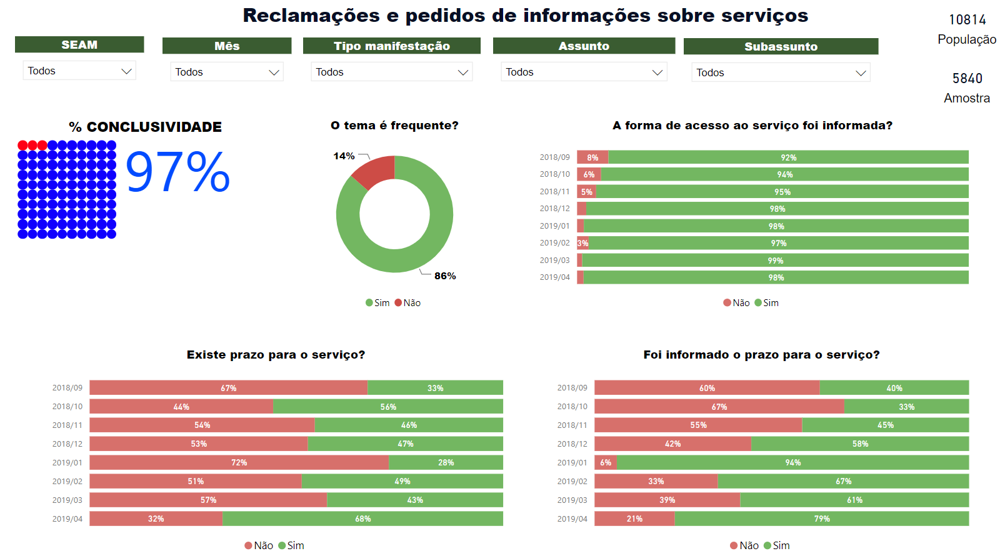 Reclamações e pedidos de informações sobre serviços
10814
População
5840
Amostra
SEAM
Mês
Tipo manifestação
Assunto
Subassunto
Todos
Todos
Todos
Todos
Todos
% CONCLUSIVIDADE
97%
O tema é frequente?
14%
86%
Sim Não
A forma de acesso ao serviço foi informada?
2018/09 8% 92%
2018/10 6% 94%
2018/11 5% 95%
2018/12 98%
2019/01 98%
2019/02 3% 97%
2019/03 99%
2019/04 98%
Não Sim
Existe prazo para o serviço?
2018/09 67% 33%
2018/10 44% 56%
2018/11 54% 46%
2018/12 53% 47%
2019/01 72% 28%
2019/02 51% 49%
2019/03 57% 43%
2019/04 32% 68%
Não Sim
Foi informado o prazo para o serviço?
2018/09 60% 40%
2018/10 67% 33%
2018/11 55% 45%
2018/12 42% 58%
2019/01 6% 94%
2019/02 33% 67%
2019/03 39% 61%
2019/04 21% 79%
Não Sim